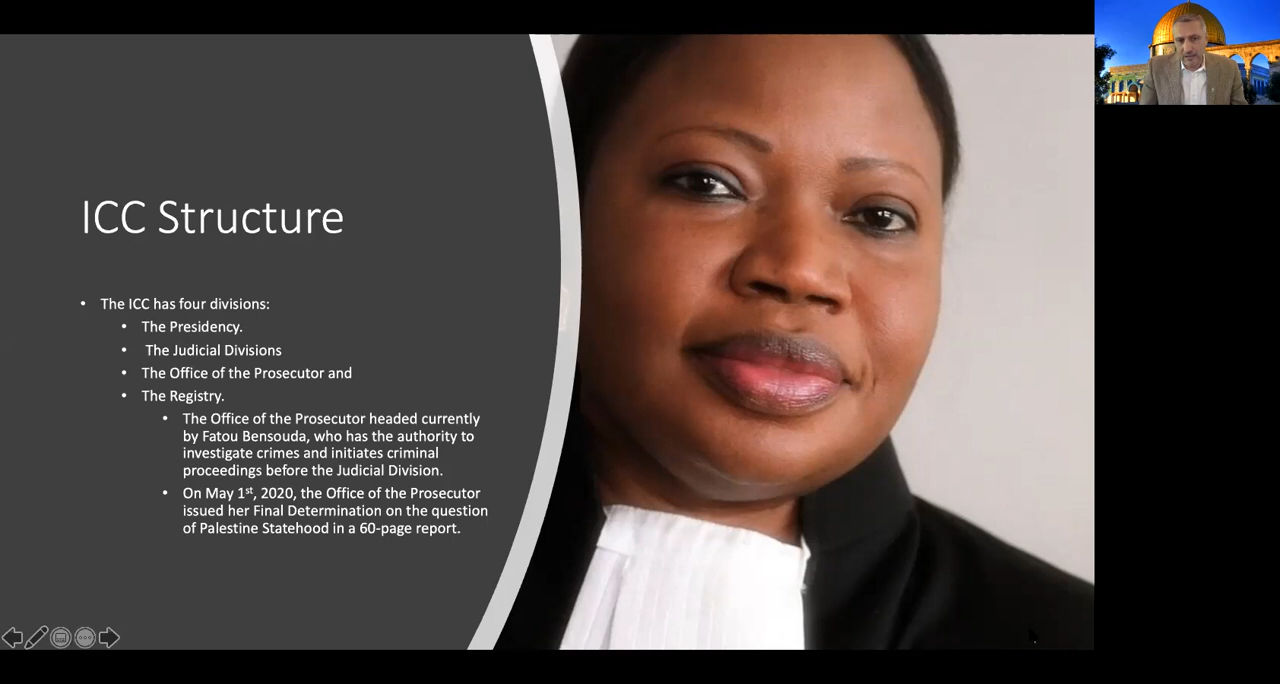 ICC Structure
• The ICC has four divisions:
• The Presidency.
• The Judicial Divisions
• The Office of the Prosecutor and
• The Registry.
• The Office of the Prosecutor headed currently
by Fatou Bensouda, who has the authority to
investigate crimes and initiates criminal
proceedings before the Judicial Division.
• On May 1st, 2020, the Office of the Prosecutor
issued her Final Determination on the question
of Palestine Statehood in a 60-page report.